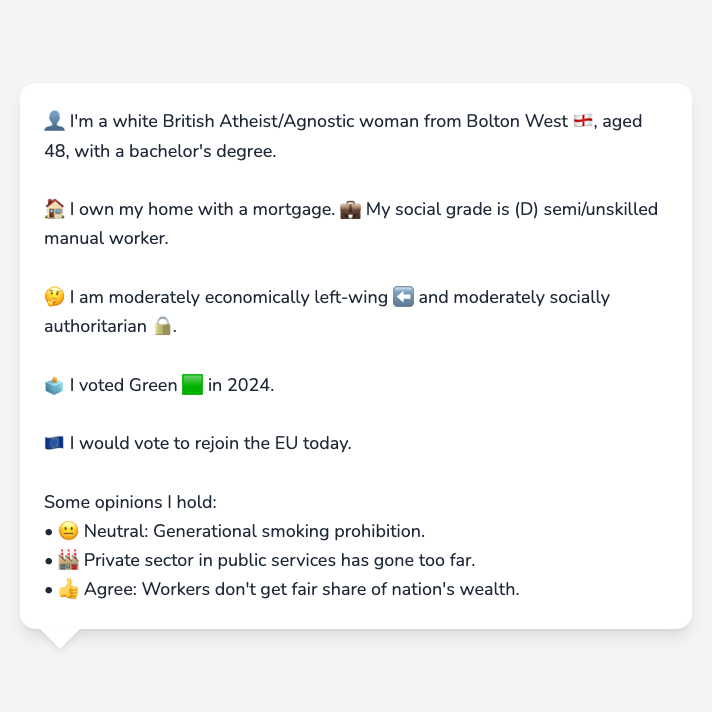 👤 I'm a white British Atheist/Agnostic woman from Bolton West 🏴󠁧󠁢󠁥󠁮󠁧󠁿, aged
48, with a bachelor's degree.
🏠 I own my home with a mortgage. 💼 My social grade is (D) semi/unskilled
manual worker.
🤔 I am moderately economically left-wing ⬅️ and moderately socially
authoritarian 🔒.
🗳️ I voted Green 🟩 in 2024.
🇪🇺 I would vote to rejoin the EU today.
Some opinions I hold:
• 😐 Neutral: Generational smoking prohibition.
• 🏭 Private sector in public services has gone too far.
• 👍 Agree: Workers don't get fair share of nation's wealth.